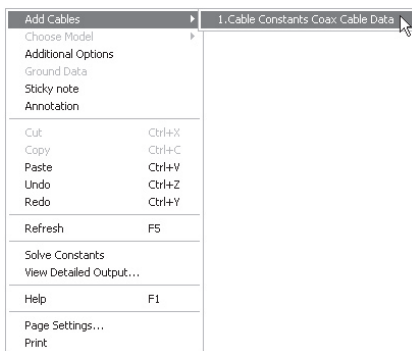 Add Cables
1.Cable Constants Coax Cable Data
Choose Model
Additional Options
Ground Data
Sticky note
Annotation
Cut Ctrl+X
Copy Ctrl+C
Paste Ctrl+V
Undo Ctrl+Z
Redo Ctrl+Y
Refresh F5
Solve Constants
View Detailed Output...
Help F1
Page Settings...
Print